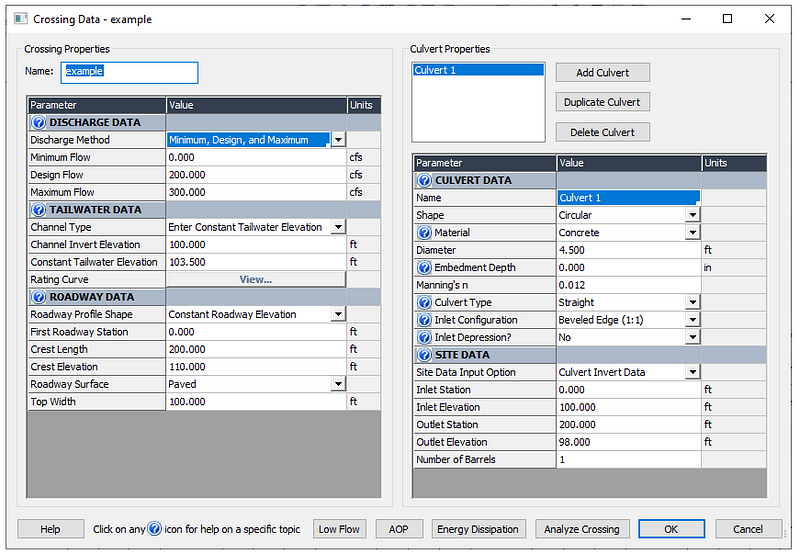 Crossing Data - example
Crossing Properties
Name: example
Parameter Value Units
DISCHARGE DATA
Discharge Method Minimum, Design, and Maximum
Minimum Flow 0.000 cfs
Design Flow 200.000 cfs
Maximum Flow 300.000 cfs
TAILWATER DATA
Channel Type Enter Constant Tailwater Elevation
Channel Invert Elevation 100.000 ft
Constant Tailwater Elevation 103.500 ft
Rating Curve View...
ROADWAY DATA
Roadway Profile Shape Constant Roadway Elevation
First Roadway Station 0.000 ft
Crest Length 200.000 ft
Crest Elevation 110.000 ft
Roadway Surface Paved
Top Width 100.000 ft
Culvert Properties
Culvert 1
Add Culvert
Duplicate Culvert
Delete Culvert
Parameter Value Units
CULVERT DATA
Name Culvert 1
Shape Circular
? Material Concrete
Diameter 4.500 ft
? Embedment Depth 0.000 in
Manning's n 0.012
? Culvert Type Straight
? Inlet Configuration Beveled Edge (1:1)
? Inlet Depression? No
? SITE DATA
Site Data Input Option Culvert Invert Data
Inlet Station 0.000 ft
Inlet Elevation 100.000 ft
Outlet Station 200.000 ft
Outlet Elevation 98.000 ft
Number of Barrels 1
Help Click on any ? icon for help on a specific topic Low Flow AOP Energy Dissipation Analyze Crossing OK Cancel